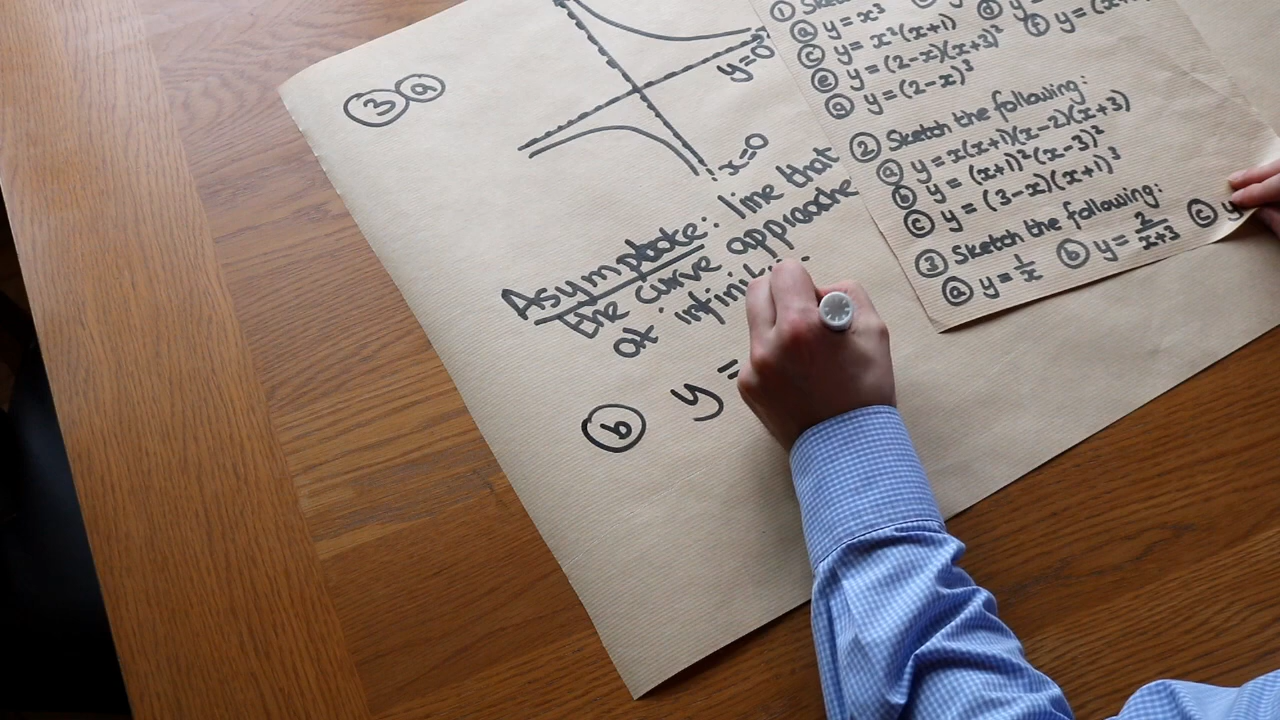 3 a
y=0
x=0
Asymptote: line that
the curve approache
at infini
b y =
1 Sketch
a y = x³
c y = x²(x+1)
e y = (2-x)(x+3)²
g y = (2-x)³
d y =
f y = (x+
2 Sketch the following:
a y = x(x+1)(x-2)(x+3)
b y = (x+1)²(x-3)²
c y = (3-x)(x+1)³
3 Sketch the following:
a y = 1/x b y = 2/x+3 c y